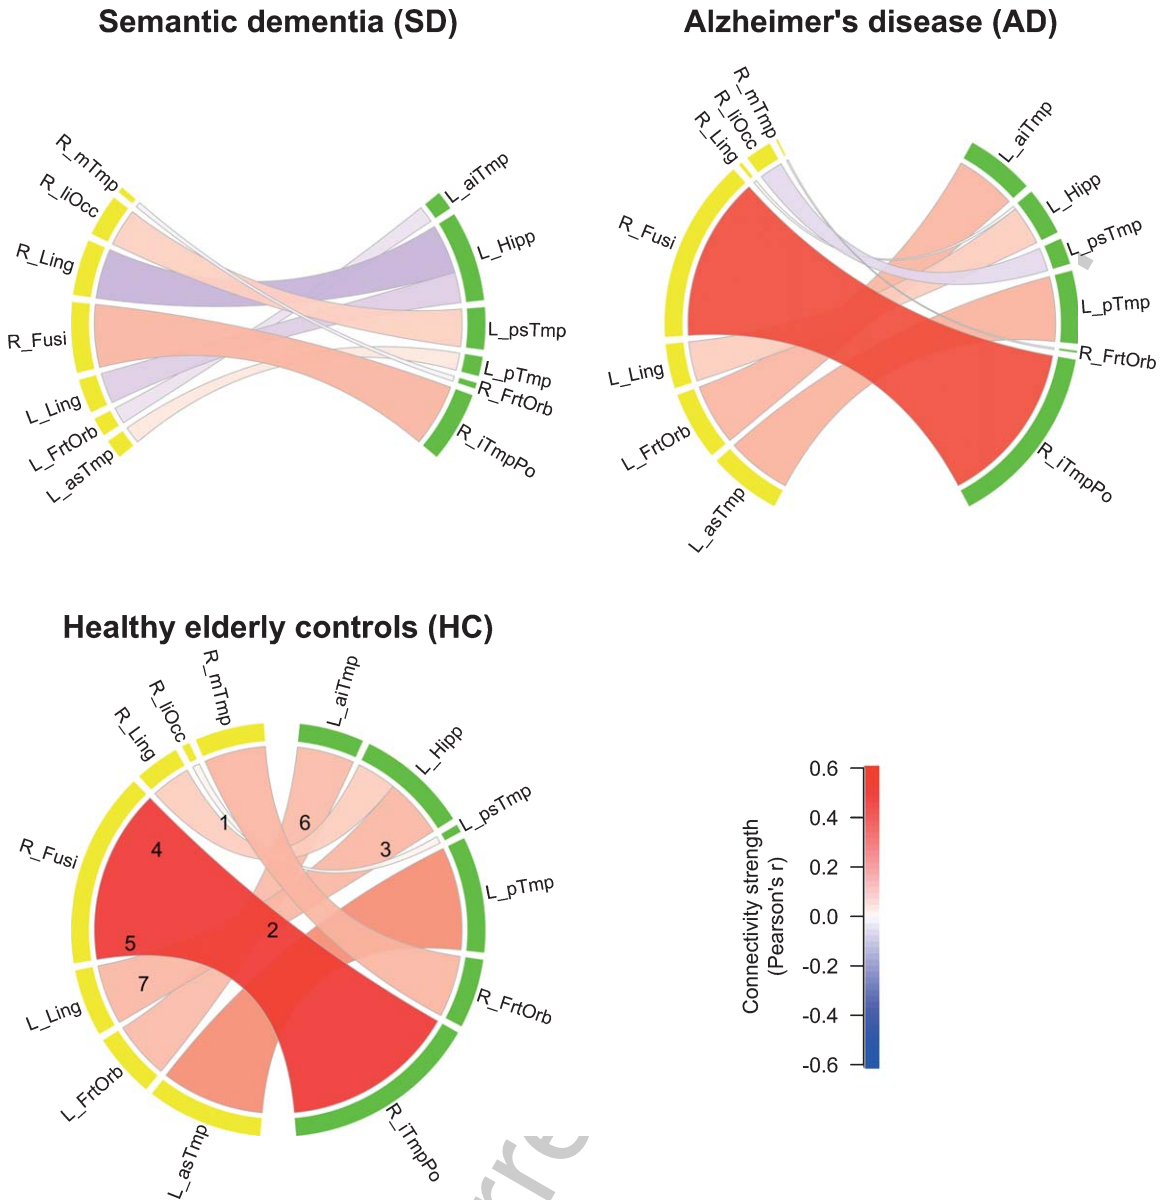 Semantic dementia (SD)
Alzheimer's disease (AD)
R_mTmp
R_liOcc
R_Ling
R_Fusi
L_Ling
L_FrtOrb
L_asTmp
L_aiTmp
L_Hipp
L_psTmp
L_pTmp
R_FrtOrb
R_iTmpPo
R_mTmp
R_liOcc
R_Ling
R_Fusi
L_Ling
L_FrtOrb
L_asTmp
L_aiTmp
L_Hipp
L_psTmp
L_pTmp
R_FrtOrb
R_iTmpPo
Healthy elderly controls (HC)
R_mTmp
R_liOcc
R_Ling
R_Fusi
L_Ling
L_FrtOrb
L_asTmp
L_aiTmp
L_Hipp
L_psTmp
L_pTmp
R_FrtOrb
R_iTmpPo
1
6
3
4
2
5
7
Connectivity strength
(Pearson's r)
0.6
0.4
0.2
0.0
-0.2
-0.4
-0.6